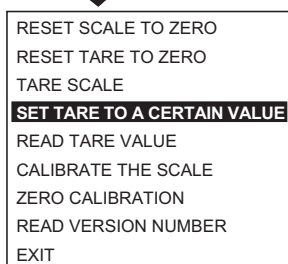 RESET SCALE TO ZERO
RESET TARE TO ZERO
TARE SCALE
SET TARE TO A CERTAIN VALUE
READ TARE VALUE
CALIBRATE THE SCALE
ZERO CALIBRATION
READ VERSION NUMBER
EXIT